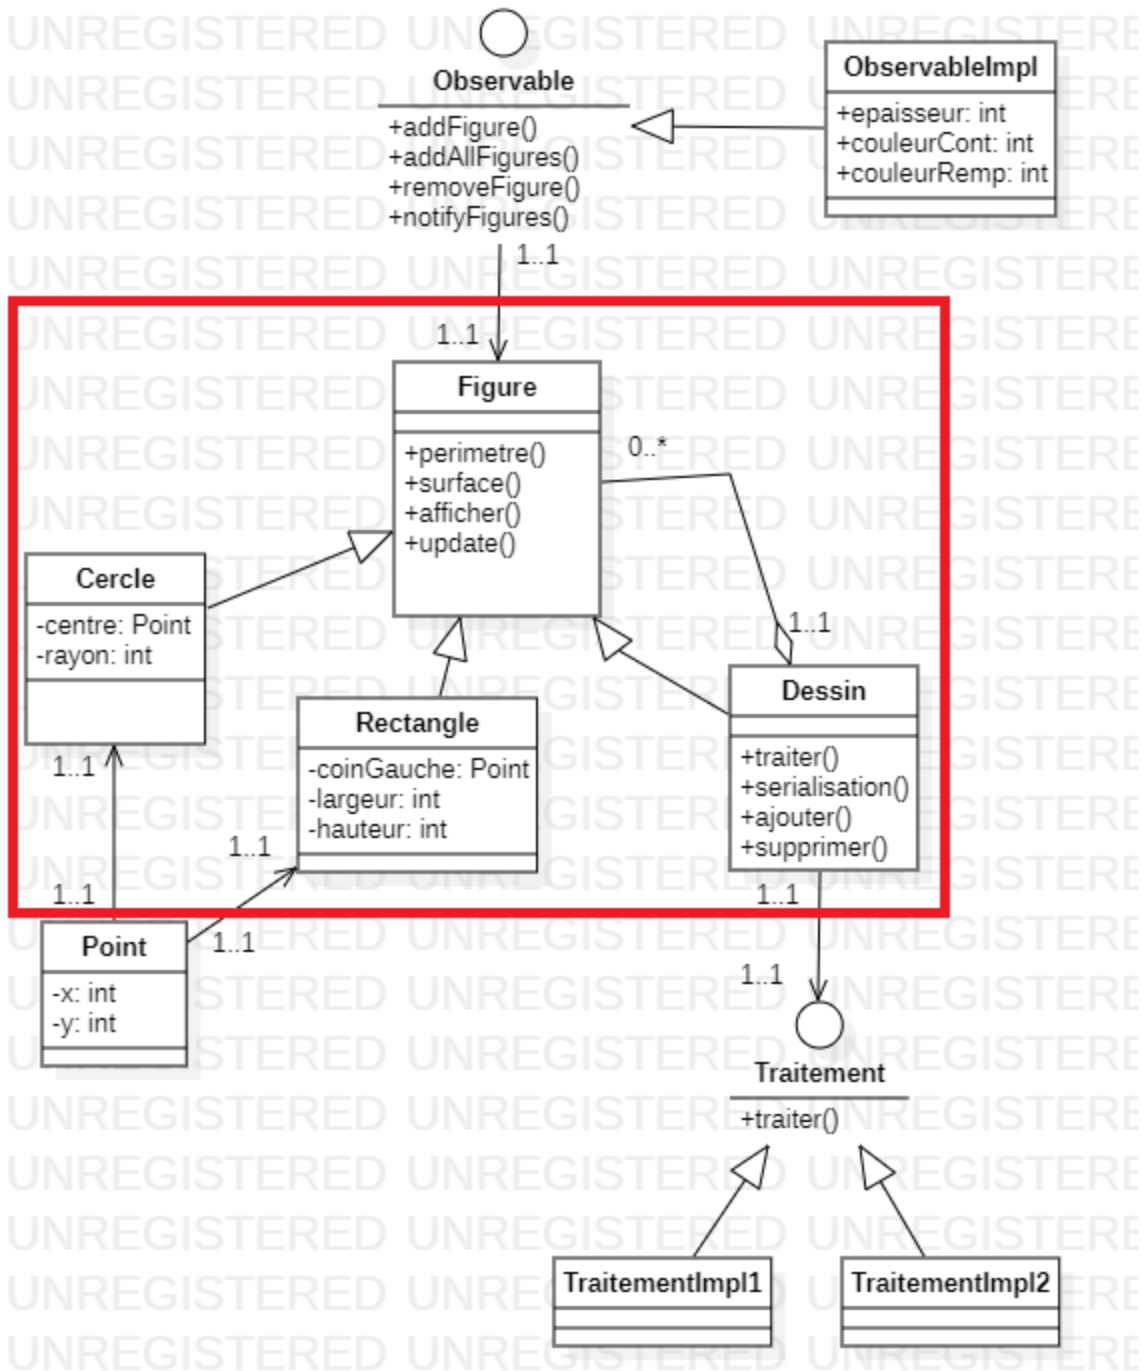 Observable
+addFigure()
+addAllFigures()
+removeFigure()
+notifyFigures()
ObservableImpl
+epaisseur: int
+couleurCont: int
+couleurRemp: int
1..1
1..1
Figure
+perimetre()
+surface()
+afficher()
+update()
0..*
Cercle
-centre: Point
-rayon: int
1..1
Dessin
+traiter()
+serialisation()
+ajouter()
+supprimer()
Rectangle
-coinGauche: Point
-largeur: int
-hauteur: int
1..1
1..1
1..1
1..1
1..1
Point
-x: int
-y: int
1..1
Traitement
+traiter()
TraitementImpl1
TraitementImpl2
UNREGISTERED